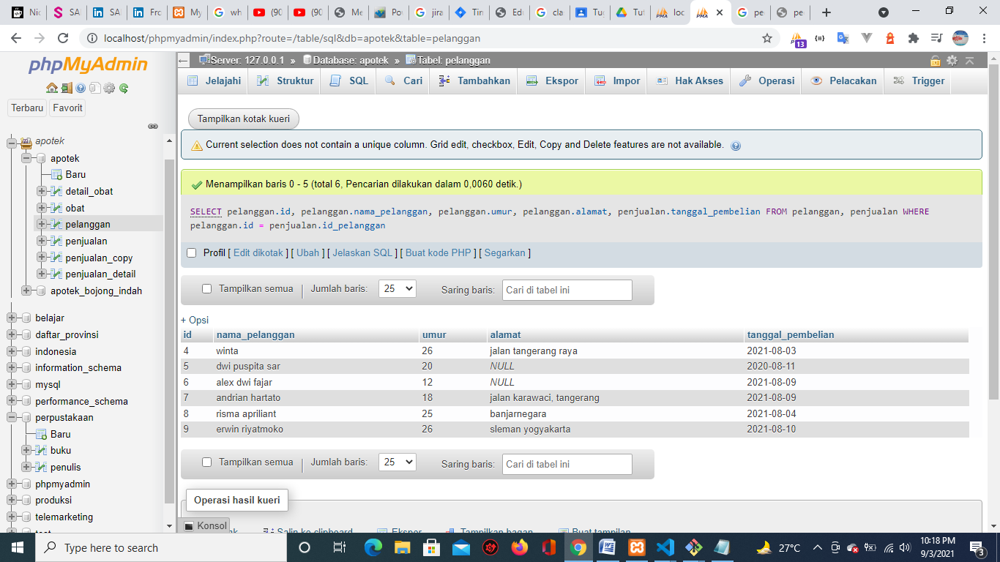 Nic
SA
SA
Fro
My
wh
(90
(90
Me
Pov
jira
Tin
Edi
cla
Tug
Tut
loc
pe
pe
localhost/phpmyadmin/index.php?route=/table/sql&db=apotek&table=pelanggan
13
phpMyAdmin
Terbaru
Favorit
apotek
apotek
Baru
detail_obat
obat
pelanggan
penjualan
penjualan_copy
penjualan_detail
apotek_bojong_indah
belajar
daftar_provinsi
indonesia
information_schema
mysql
performance_schema
perpustakaan
Baru
buku
penulis
phpmyadmin
produksi
telemarketing
test
Server: 127.0.0.1 » Database: apotek » Tabel: pelanggan
Jelajahi
Struktur
SQL
Cari
Tambahkan
Ekspor
Impor
Hak Akses
Operasi
Pelacakan
Trigger
Tampilkan kotak kueri
Current selection does not contain a unique column. Grid edit, checkbox, Edit, Copy and Delete features are not available.
Menampilkan baris 0 - 5 (total 6, Pencarian dilakukan dalam 0,0060 detik.)
SELECT pelanggan.id, pelanggan.nama_pelanggan, pelanggan.umur, pelanggan.alamat, penjualan.tanggal_pembelian FROM pelanggan, penjualan WHERE
pelanggan.id = penjualan.id_pelanggan
Profil [ Edit dikotak ] [ Ubah ] [ Jelaskan SQL ] [ Buat kode PHP ] [ Segarkan ]
Tampilkan semua | Jumlah baris: 25 Saring baris: Cari di tabel ini
+ Opsi
id nama_pelanggan umur alamat tanggal_pembelian
4 winta 26 jalan tangerang raya 2021-08-03
5 dwi puspita sar 20 NULL 2020-08-11
6 alex dwi fajar 12 NULL 2021-08-09
7 andrian hartato 18 jalan karawaci, tangerang 2021-08-09
8 risma apriliant 25 banjarnegara 2021-08-04
9 erwin riyatmoko 26 sleman yogyakarta 2021-08-10
Tampilkan semua | Jumlah baris: 25 Saring baris: Cari di tabel ini
Operasi hasil kueri
Salin ke clipboard
Ekspor
Tampilkan bagan
Buat tampilan
Konsol
Type here to search
27°C
10:18 PM
9/3/2021
3